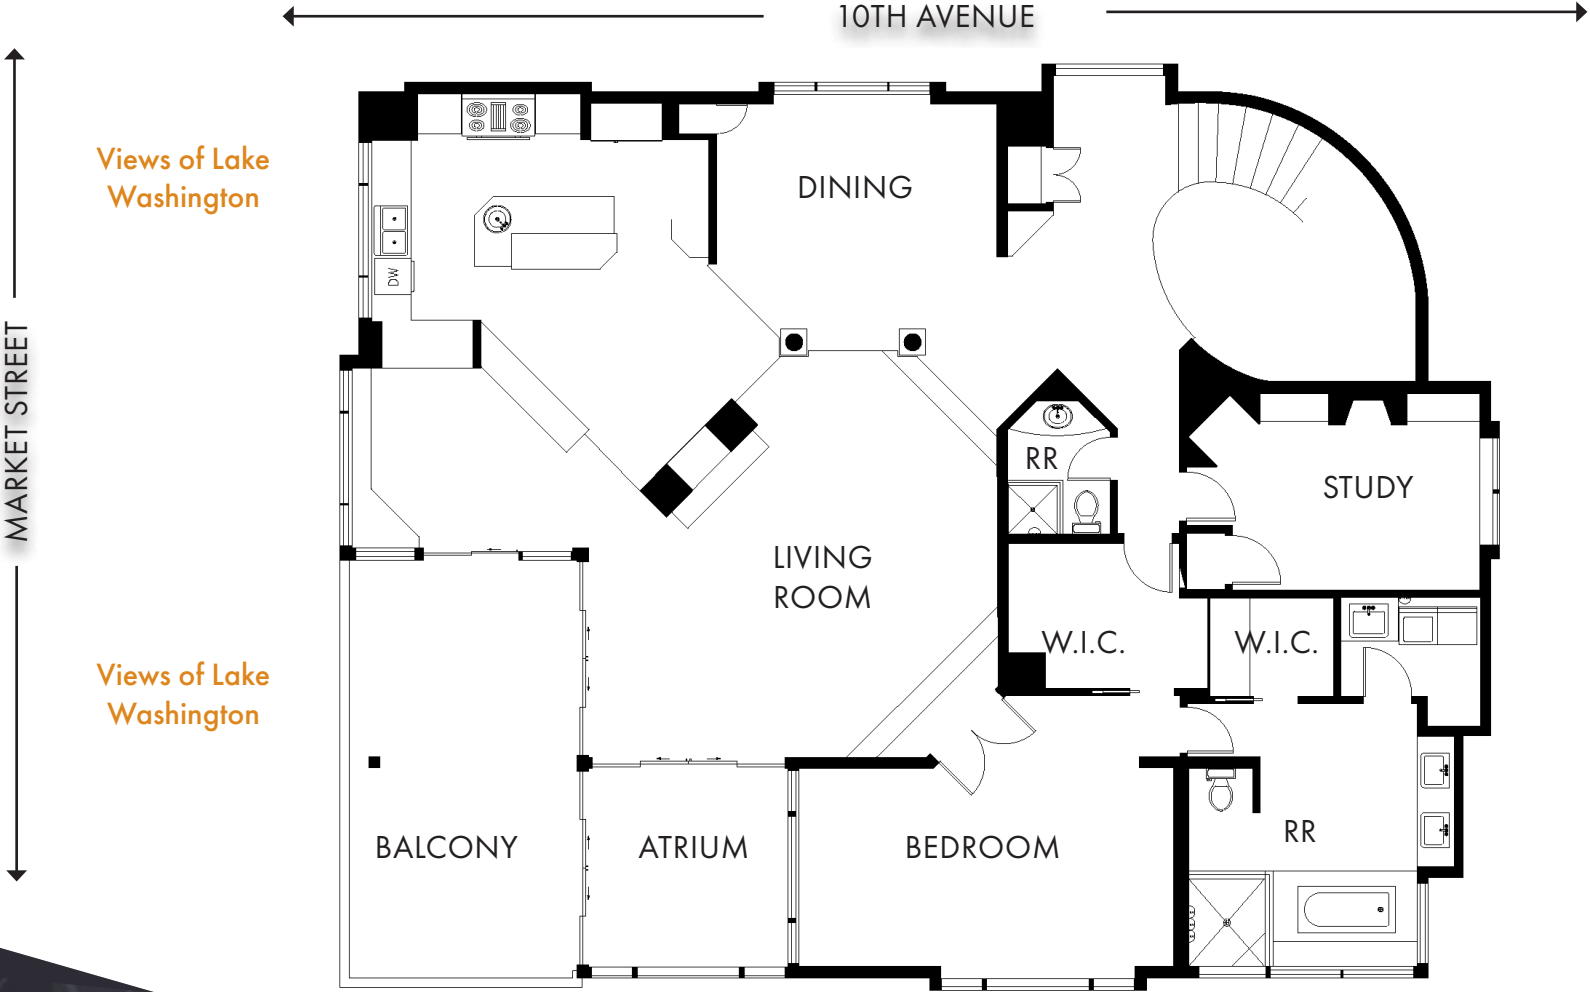 10TH AVENUE
MARKET STREET
Views of Lake
Washington
DINING
DW
RR
STUDY
LIVING
ROOM
W.I.C.
W.I.C.
Views of Lake
Washington
BALCONY
ATRIUM
BEDROOM
RR